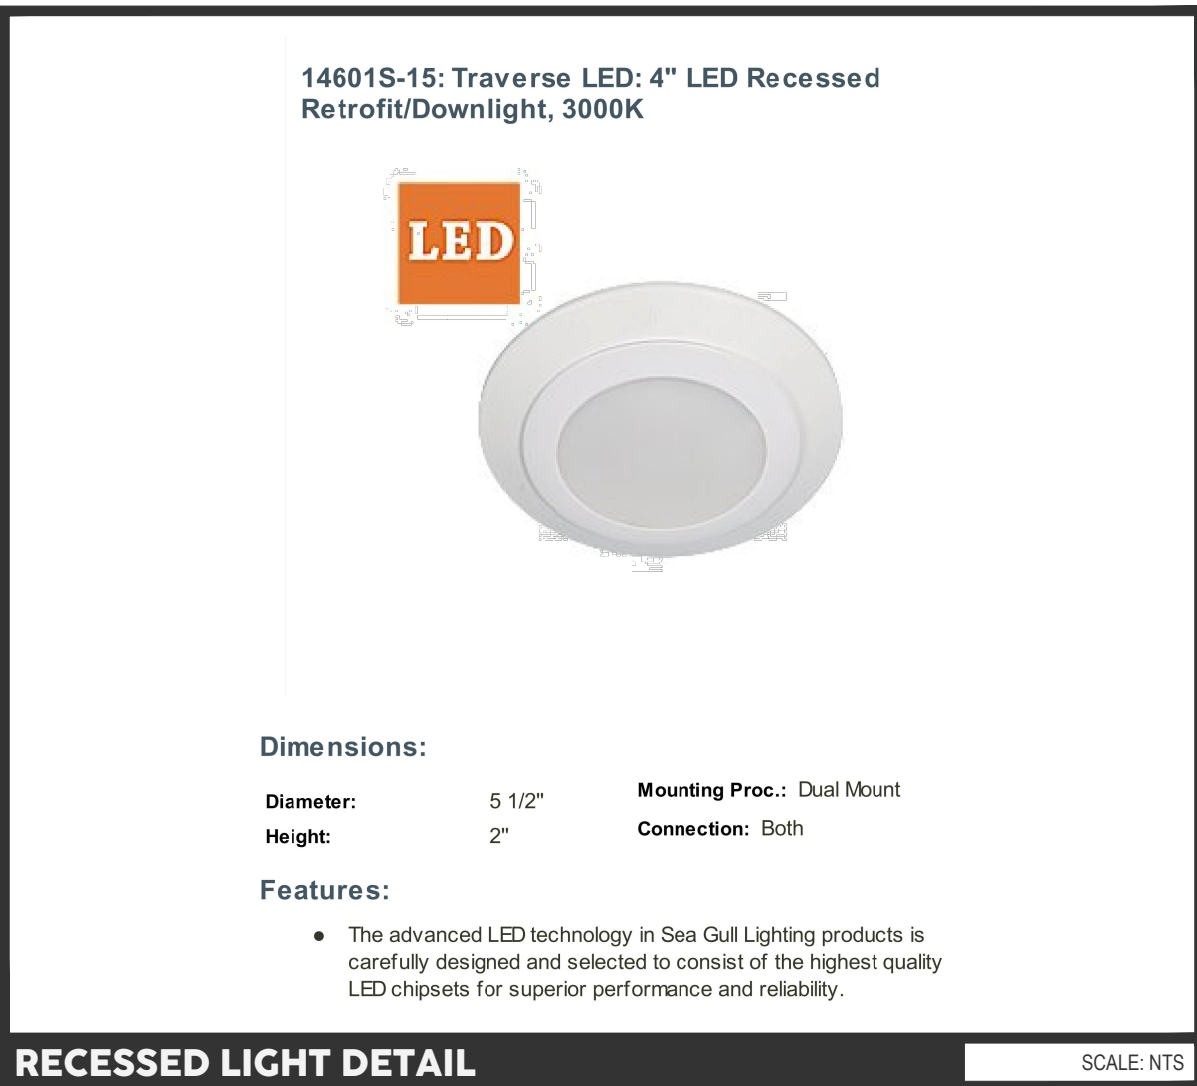 14601S-15: Traverse LED: 4" LED Recessed
Retrofit/Downlight, 3000K
LED
Dimensions:
Diameter: 5 1/2"
Height: 2"
Mounting Proc.: Dual Mount
Connection: Both
Features:
● The advanced LED technology in Sea Gull Lighting products is
carefully designed and selected to consist of the highest quality
LED chipsets for superior performance and reliability.
RECESSED LIGHT DETAIL
SCALE: NTS